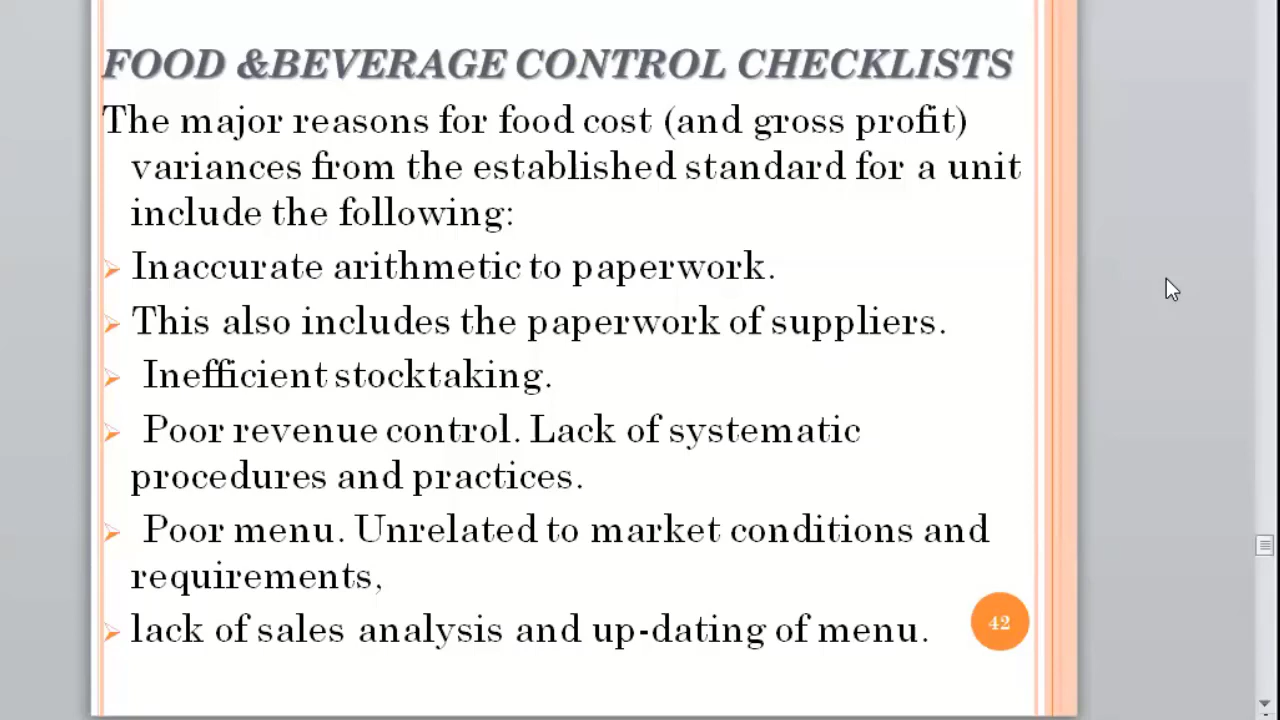 FOOD &BEVERAGE CONTROL CHECKLISTS
The major reasons for food cost (and gross profit)
variances from the established standard for a unit
include the following:
Inaccurate arithmetic to paperwork.
This also includes the paperwork of suppliers.
Inefficient stocktaking.
Poor revenue control. Lack of systematic
procedures and practices.
Poor menu. Unrelated to market conditions and
requirements,
lack of sales analysis and up-dating of menu.
42